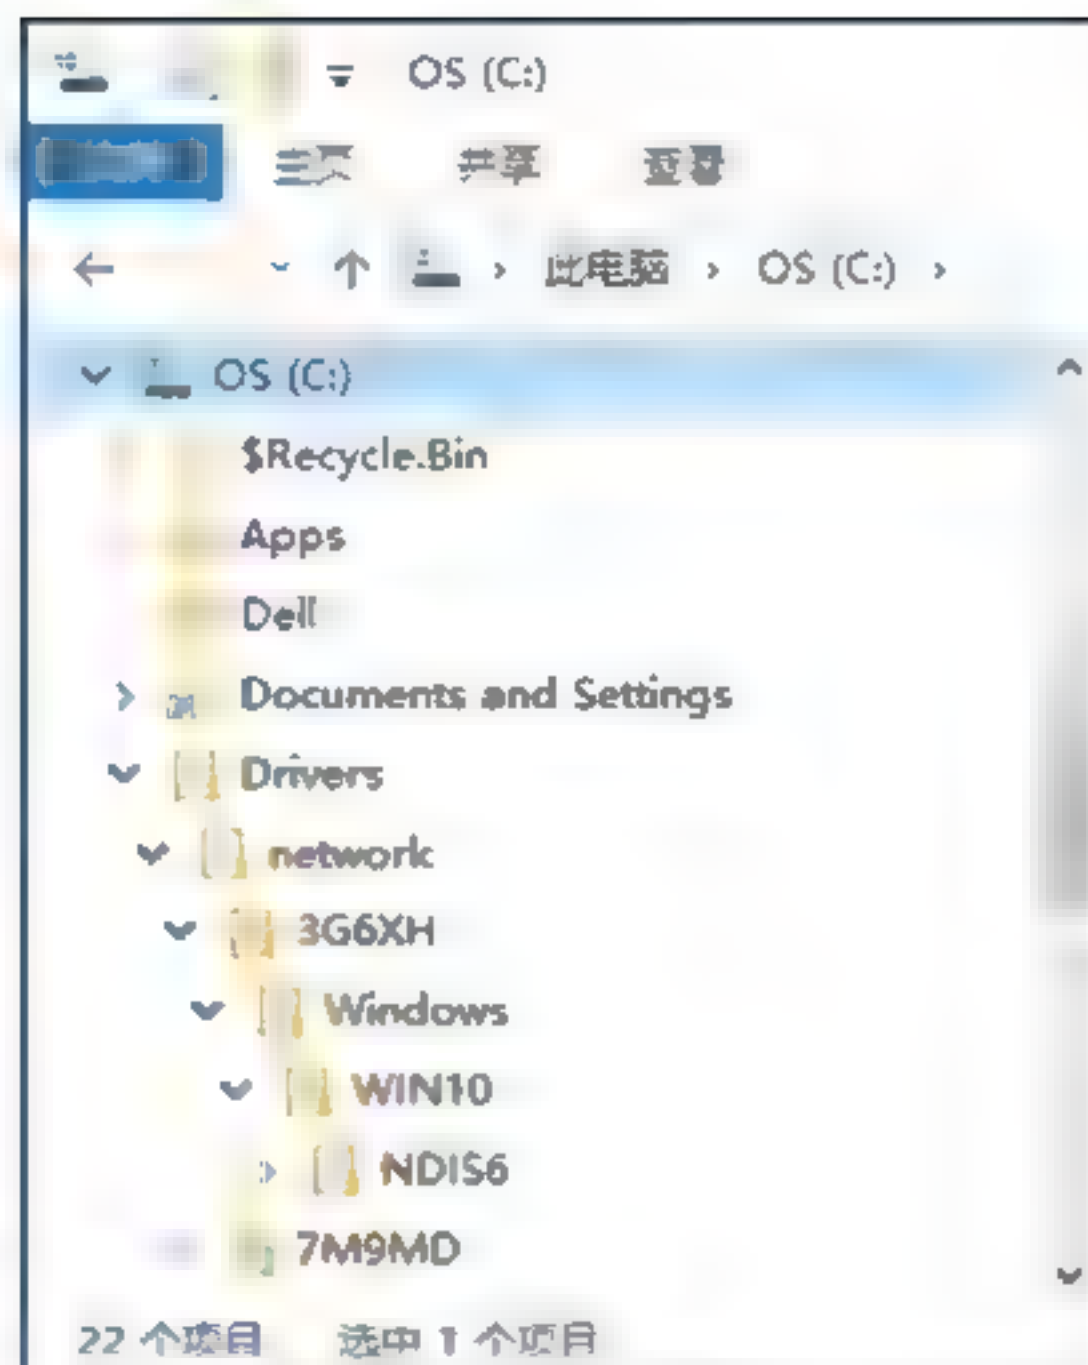 OS (C:)
主页 共享 查看
此电脑 › OS (C:) ›
OS (C:)
$Recycle.Bin
Apps
Dell
Documents and Settings
Drivers
network
3G6XH
Windows
WIN10
NDIS6
7M9MD
22 个项目 选中 1 个项目